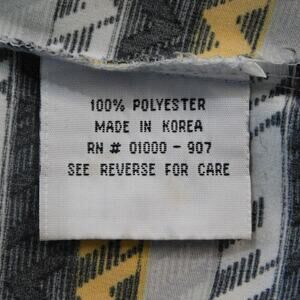 100% POLYESTER
MADE IN KOREA
RN # 01000 - 907
SEE REVERSE FOR CARE